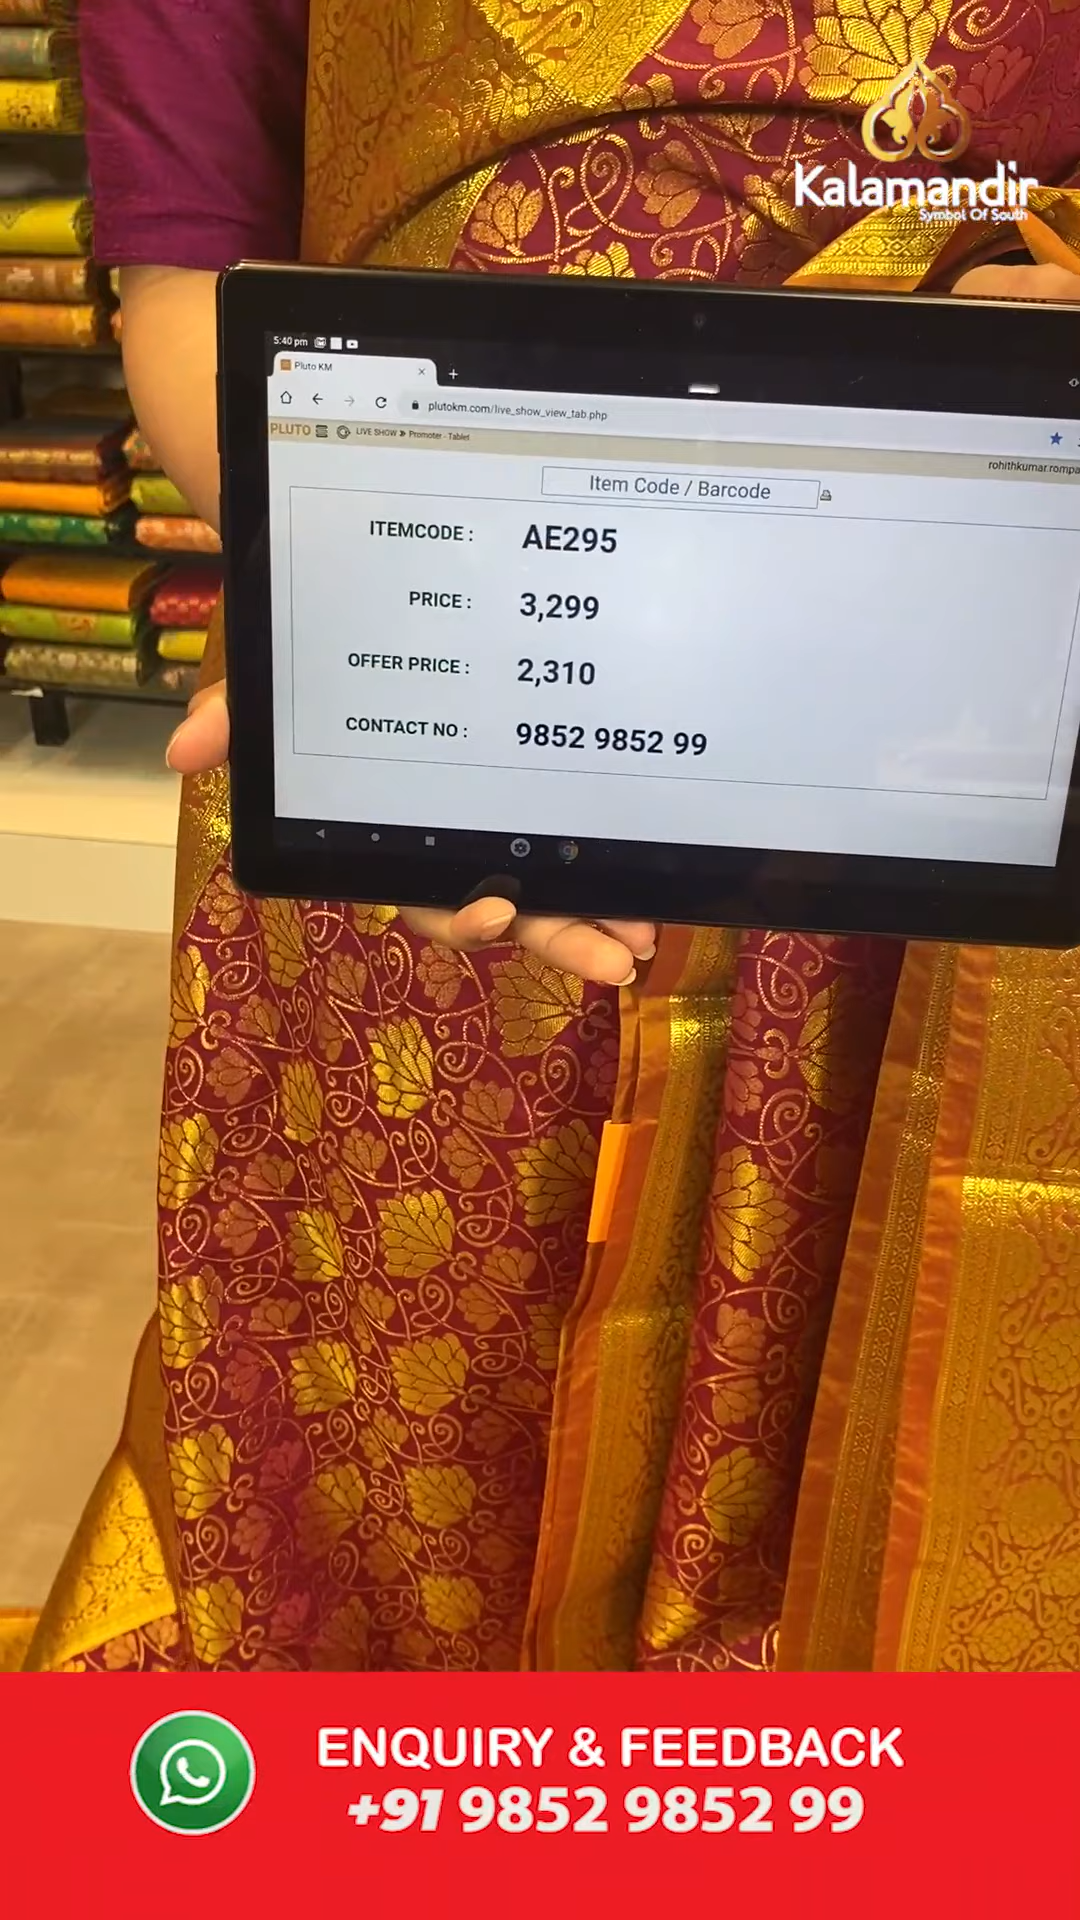 Kalamandir
Symbol Of South
5:40 pm
Pluto KM
plutokm.com/live_show_view_tab.php
PLUTO
LIVE SHOW » Promoter - Tablet
rohithkumar.rompa
Item Code / Barcode
ITEMCODE : AE295
PRICE : 3,299
OFFER PRICE : 2,310
CONTACT NO : 9852 9852 99
ENQUIRY & FEEDBACK
+91 9852 9852 99